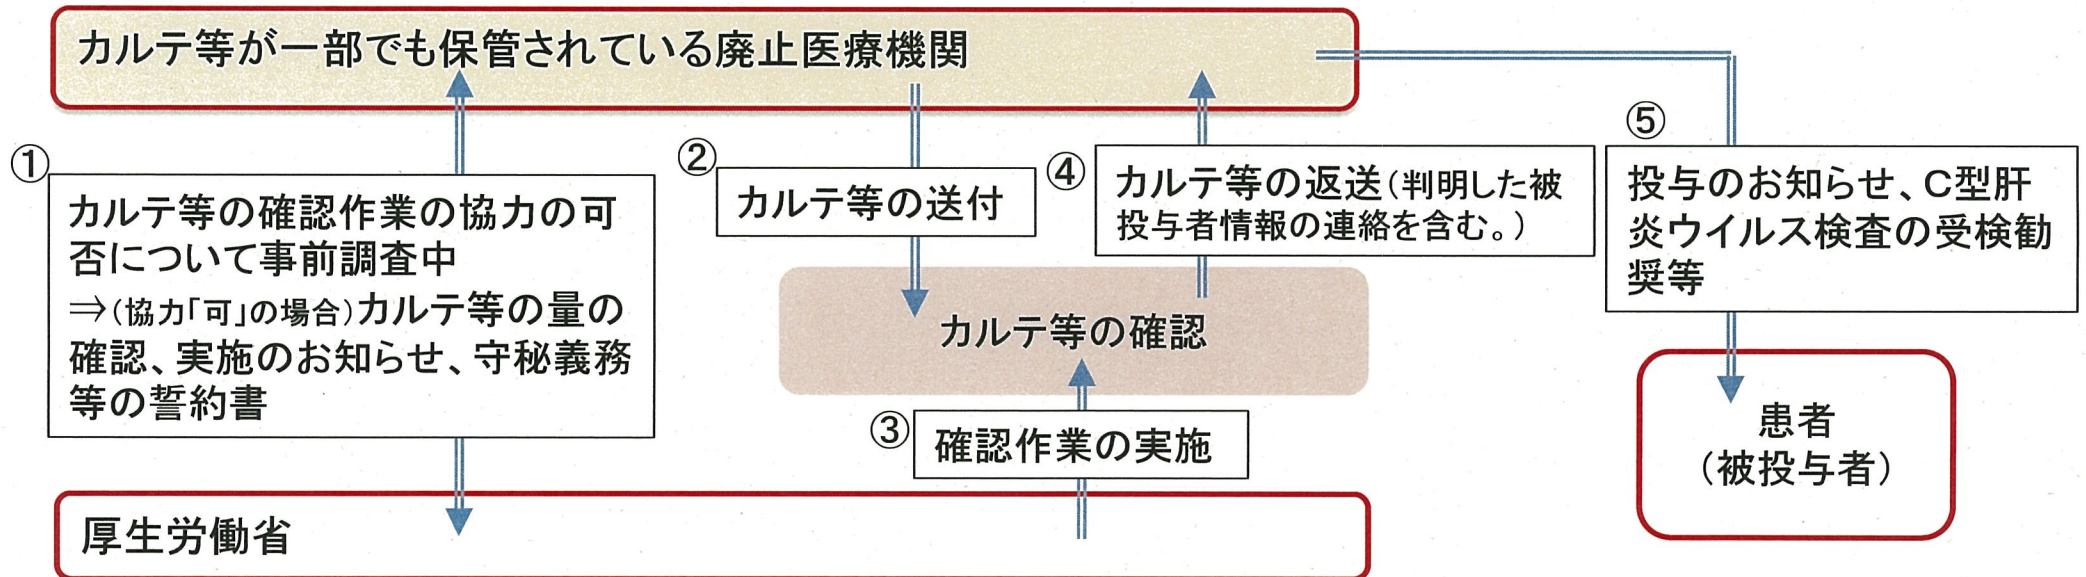 カルテ等が一部でも保管されている廃止医療機関
①
カルテ等の確認作業の協力の可
否について事前調査中
⇒(協力「可」の場合)カルテ等の量の
確認、実施のお知らせ、守秘義務
等の誓約書
②
カルテ等の送付
④
カルテ等の返送(判明した被
投与者情報の連絡を含む。)
⑤
投与のお知らせ、C型肝
炎ウイルス検査の受検勧
奨等
カルテ等の確認
③
確認作業の実施
患者
(被投与者)
厚生労働省